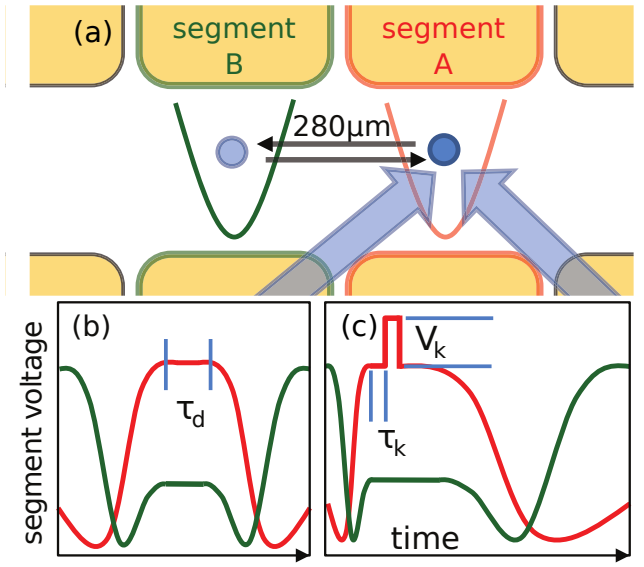 (a)
segment
B
segment
A
280μm
(b)
τd
segment voltage
(c)
Vk
τk
time